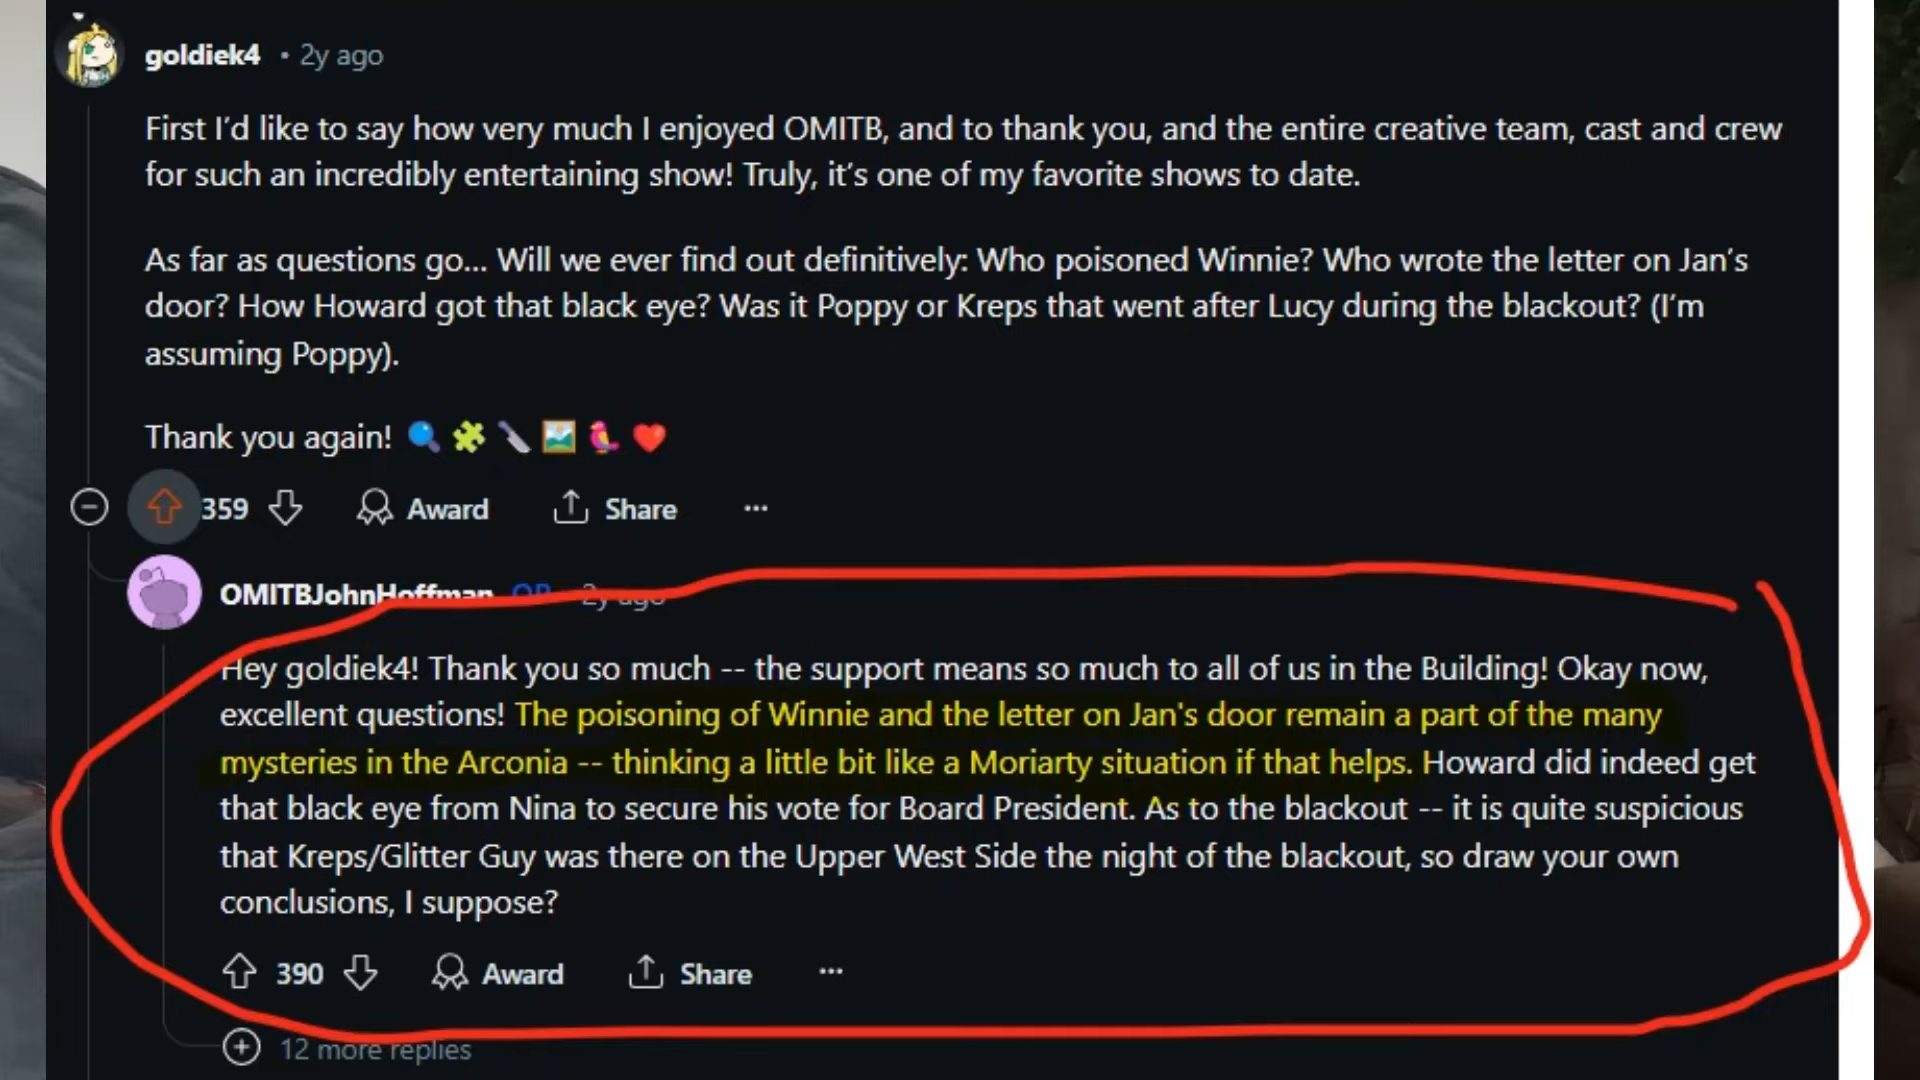 goldiek4 • 2y ago
First I'd like to say how very much I enjoyed OMITB, and to thank you, and the entire creative team, cast and crew
for such an incredibly entertaining show! Truly, it's one of my favorite shows to date.
As far as questions go... Will we ever find out definitively: Who poisoned Winnie? Who wrote the letter on Jan's
door? How Howard got that black eye? Was it Poppy or Kreps that went after Lucy during the blackout? (I'm
assuming Poppy).
Thank you again! 🔍 🧩 🔪 🖼️ 🦜 ❤️
359 Award Share ...
OMITBJohnHoffman OP 2y ago
Hey goldiek4! Thank you so much -- the support means so much to all of us in the Building! Okay now,
excellent questions! The poisoning of Winnie and the letter on Jan's door remain a part of the many
mysteries in the Arconia -- thinking a little bit like a Moriarty situation if that helps. Howard did indeed get
that black eye from Nina to secure his vote for Board President. As to the blackout -- it is quite suspicious
that Kreps/Glitter Guy was there on the Upper West Side the night of the blackout, so draw your own
conclusions, I suppose?
390 Award Share ...
12 more replies